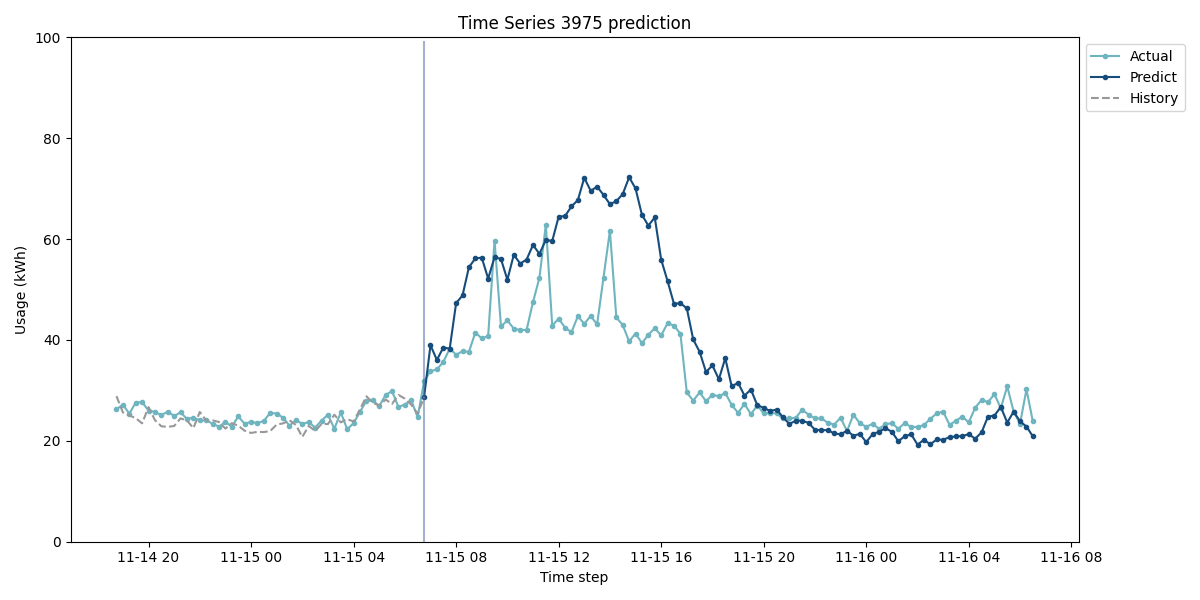 Time Series 3975 prediction
100
80
60
40
20
0
Usage (kWh)
11-14 20
11-15 00
11-15 04
11-15 08
11-15 12
11-15 16
11-15 20
11-16 00
11-16 04
11-16 08
Time step
Actual
Predict
History